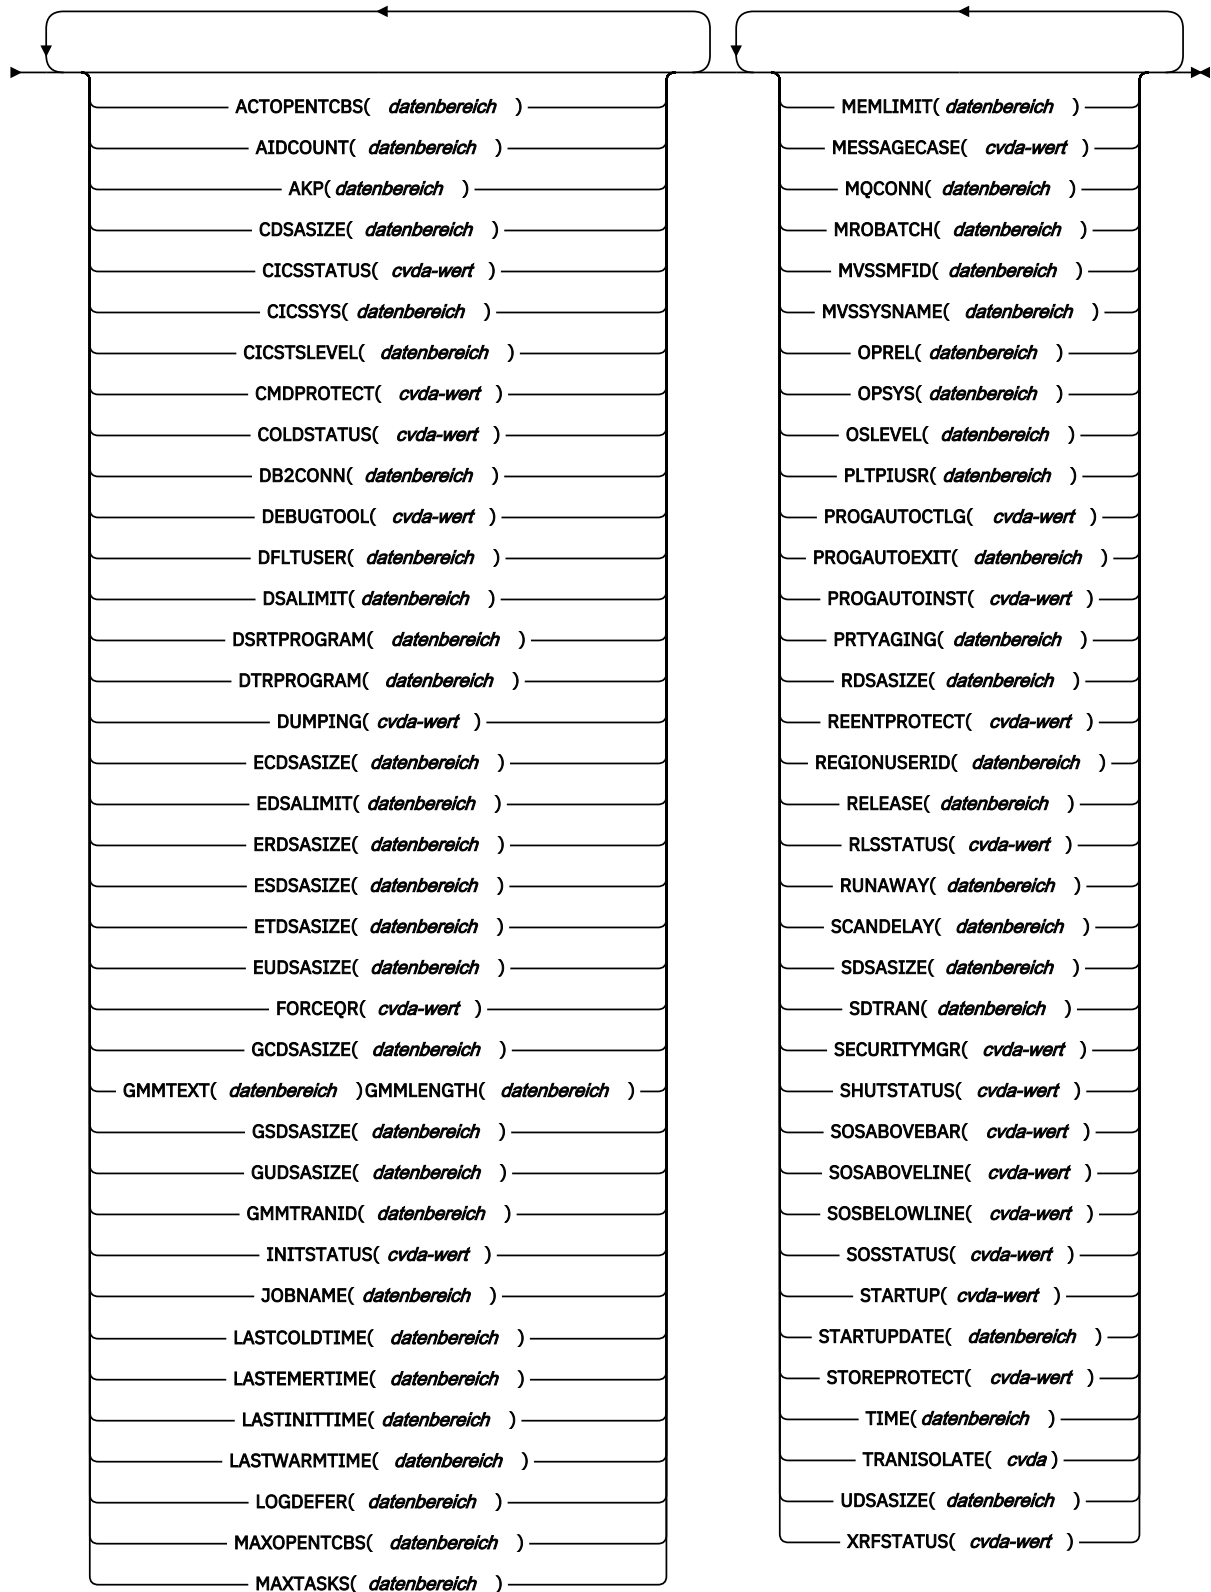 ACTOPENTCBS( datenbereich )
AIDCOUNT( datenbereich )
AKP( datenbereich )
CDSASIZE( datenbereich )
CICSSTATUS( cvda-wert )
CICSSYS( datenbereich )
CICSTSLEVEL( datenbereich )
CMDPROTECT( cvda-wert )
COLDSTATUS( cvda-wert )
DB2CONN( datenbereich )
DEBUGTOOL( cvda-wert )
DFLTUSER( datenbereich )
DSALIMIT( datenbereich )
DSRTPROGRAM( datenbereich )
DTRPROGRAM( datenbereich )
DUMPING( cvda-wert )
ECDSASIZE( datenbereich )
EDSALIMIT( datenbereich )
ERDSASIZE( datenbereich )
ESDSASIZE( datenbereich )
ETDSASIZE( datenbereich )
EUDSASIZE( datenbereich )
FORCEQR( cvda-wert )
GCDSASIZE( datenbereich )
GMMTEXT( datenbereich )GMMLENGTH( datenbereich )
GSDSASIZE( datenbereich )
GUDSASIZE( datenbereich )
GMMTRANID( datenbereich )
INITSTATUS( cvda-wert )
JOBNAME( datenbereich )
LASTCOLDTIME( datenbereich )
LASTEMERTIME( datenbereich )
LASTINITTIME( datenbereich )
LASTWARMTIME( datenbereich )
LOGDEFER( datenbereich )
MAXOPENTCBS( datenbereich )
MAXTASKS( datenbereich )
MEMLIMIT( datenbereich )
MESSAGECASE( cvda-wert )
MQCONN( datenbereich )
MROBATCH( datenbereich )
MVSSMFID( datenbereich )
MVSSYSNAME( datenbereich )
OPREL( datenbereich )
OPSYS( datenbereich )
OSLEVEL( datenbereich )
PLTPIUSR( datenbereich )
PROGAUTOCTLG( cvda-wert )
PROGAUTOEXIT( datenbereich )
PROGAUTOINST( cvda-wert )
PRTYAGING( datenbereich )
RDSASIZE( datenbereich )
REENTPROTECT( cvda-wert )
REGIONUSERID( datenbereich )
RELEASE( datenbereich )
RLSSTATUS( cvda-wert )
RUNAWAY( datenbereich )
SCANDELAY( datenbereich )
SDSASIZE( datenbereich )
SDTRAN( datenbereich )
SECURITYMGR( cvda-wert )
SHUTSTATUS( cvda-wert )
SOSABOVEBAR( cvda-wert )
SOSABOVELINE( cvda-wert )
SOSBELOWLINE( cvda-wert )
SOSSTATUS( cvda-wert )
STARTUP( cvda-wert )
STARTUPDATE( datenbereich )
STOREPROTECT( cvda-wert )
TIME( datenbereich )
TRANISOLATE( cvda )
UDSASIZE( datenbereich )
XRFSTATUS( cvda-wert )